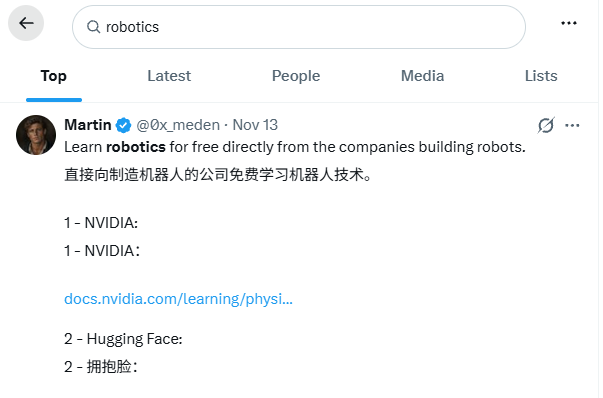 robotics
Top
Latest
People
Media
Lists
Martin @0x_meden · Nov 13
Learn robotics for free directly from the companies building robots.
直接向制造机器人的公司免费学习机器人技术。
1 - NVIDIA:
1 - NVIDIA：
docs.nvidia.com/learning/physi...
2 - Hugging Face:
2 - 拥抱脸：